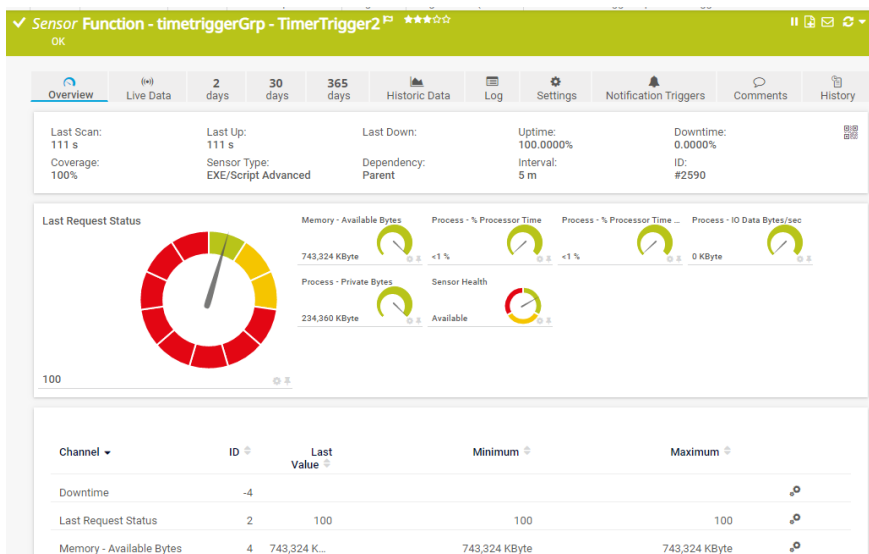 Sensor Function - timetriggerGrp - TimerTrigger2
OK
Overview
Live Data
2 days
30 days
365 days
Historic Data
Log
Settings
Notification Triggers
Comments
History
Last Scan: Last Up: Last Down: Uptime: Downtime:
111 s 111 s 100.0000% 0.0000%
Coverage: Sensor Type: Dependency: Interval: ID:
100% EXE/Script Advanced Parent 5 m #2590
Last Request Status
100
Memory - Available Bytes
743,324 KByte
Process - % Processor Time
<1 %
Process - % Processor Time ...
<1 %
Process - IO Data Bytes/sec
0 KByte
Process - Private Bytes
234,360 KByte
Sensor Health
Available
Channel ID Last Value Minimum Maximum
Downtime -4
Last Request Status 2 100 100 100
Memory - Available Bytes 4 743,324 K... 743,324 KByte 743,324 KByte